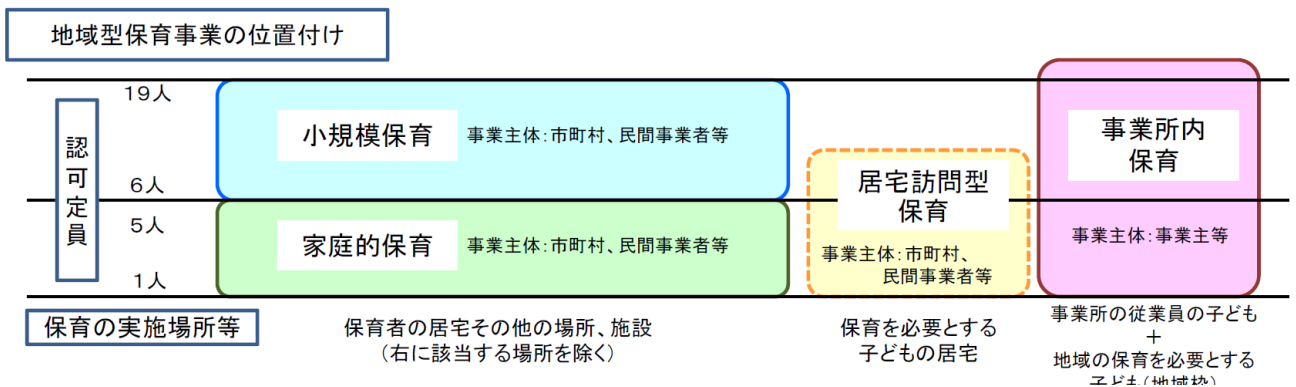 地域型保育事業の位置付け
認可定員
19人
6人
5人
1人
小規模保育
事業主体:市町村、民間事業者等
家庭的保育
事業主体:市町村、民間事業者等
居宅訪問型
保育
事業主体:市町村、
民間事業者等
事業所内
保育
事業主体:事業主等
保育の実施場所等
保育者の居宅その他の場所、施設
(右に該当する場所を除く)
保育を必要とする
子どもの居宅
事業所の従業員の子ども
+
地域の保育を必要とする
子ども(地域枠)